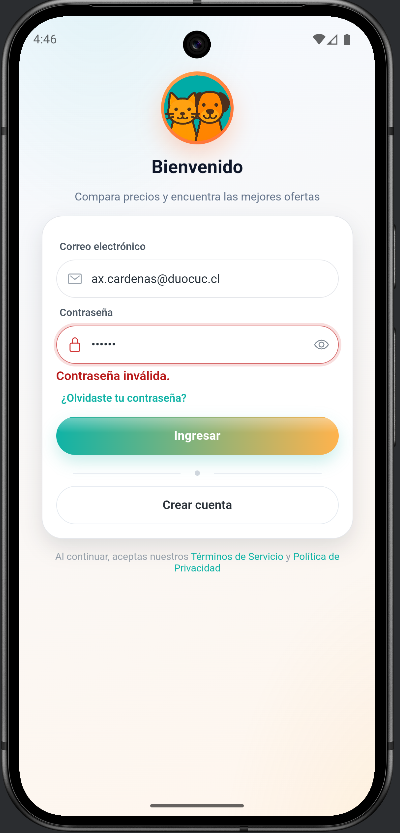 4:46
Bienvenido
Compara precios y encuentra las mejores ofertas
Correo electrónico
ax.cardenas@duocuc.cl
Contraseña
••••••
Contraseña inválida.
¿Olvidaste tu contraseña?
Ingresar
Crear cuenta
Al continuar, aceptas nuestros Términos de Servicio y Política de
Privacidad